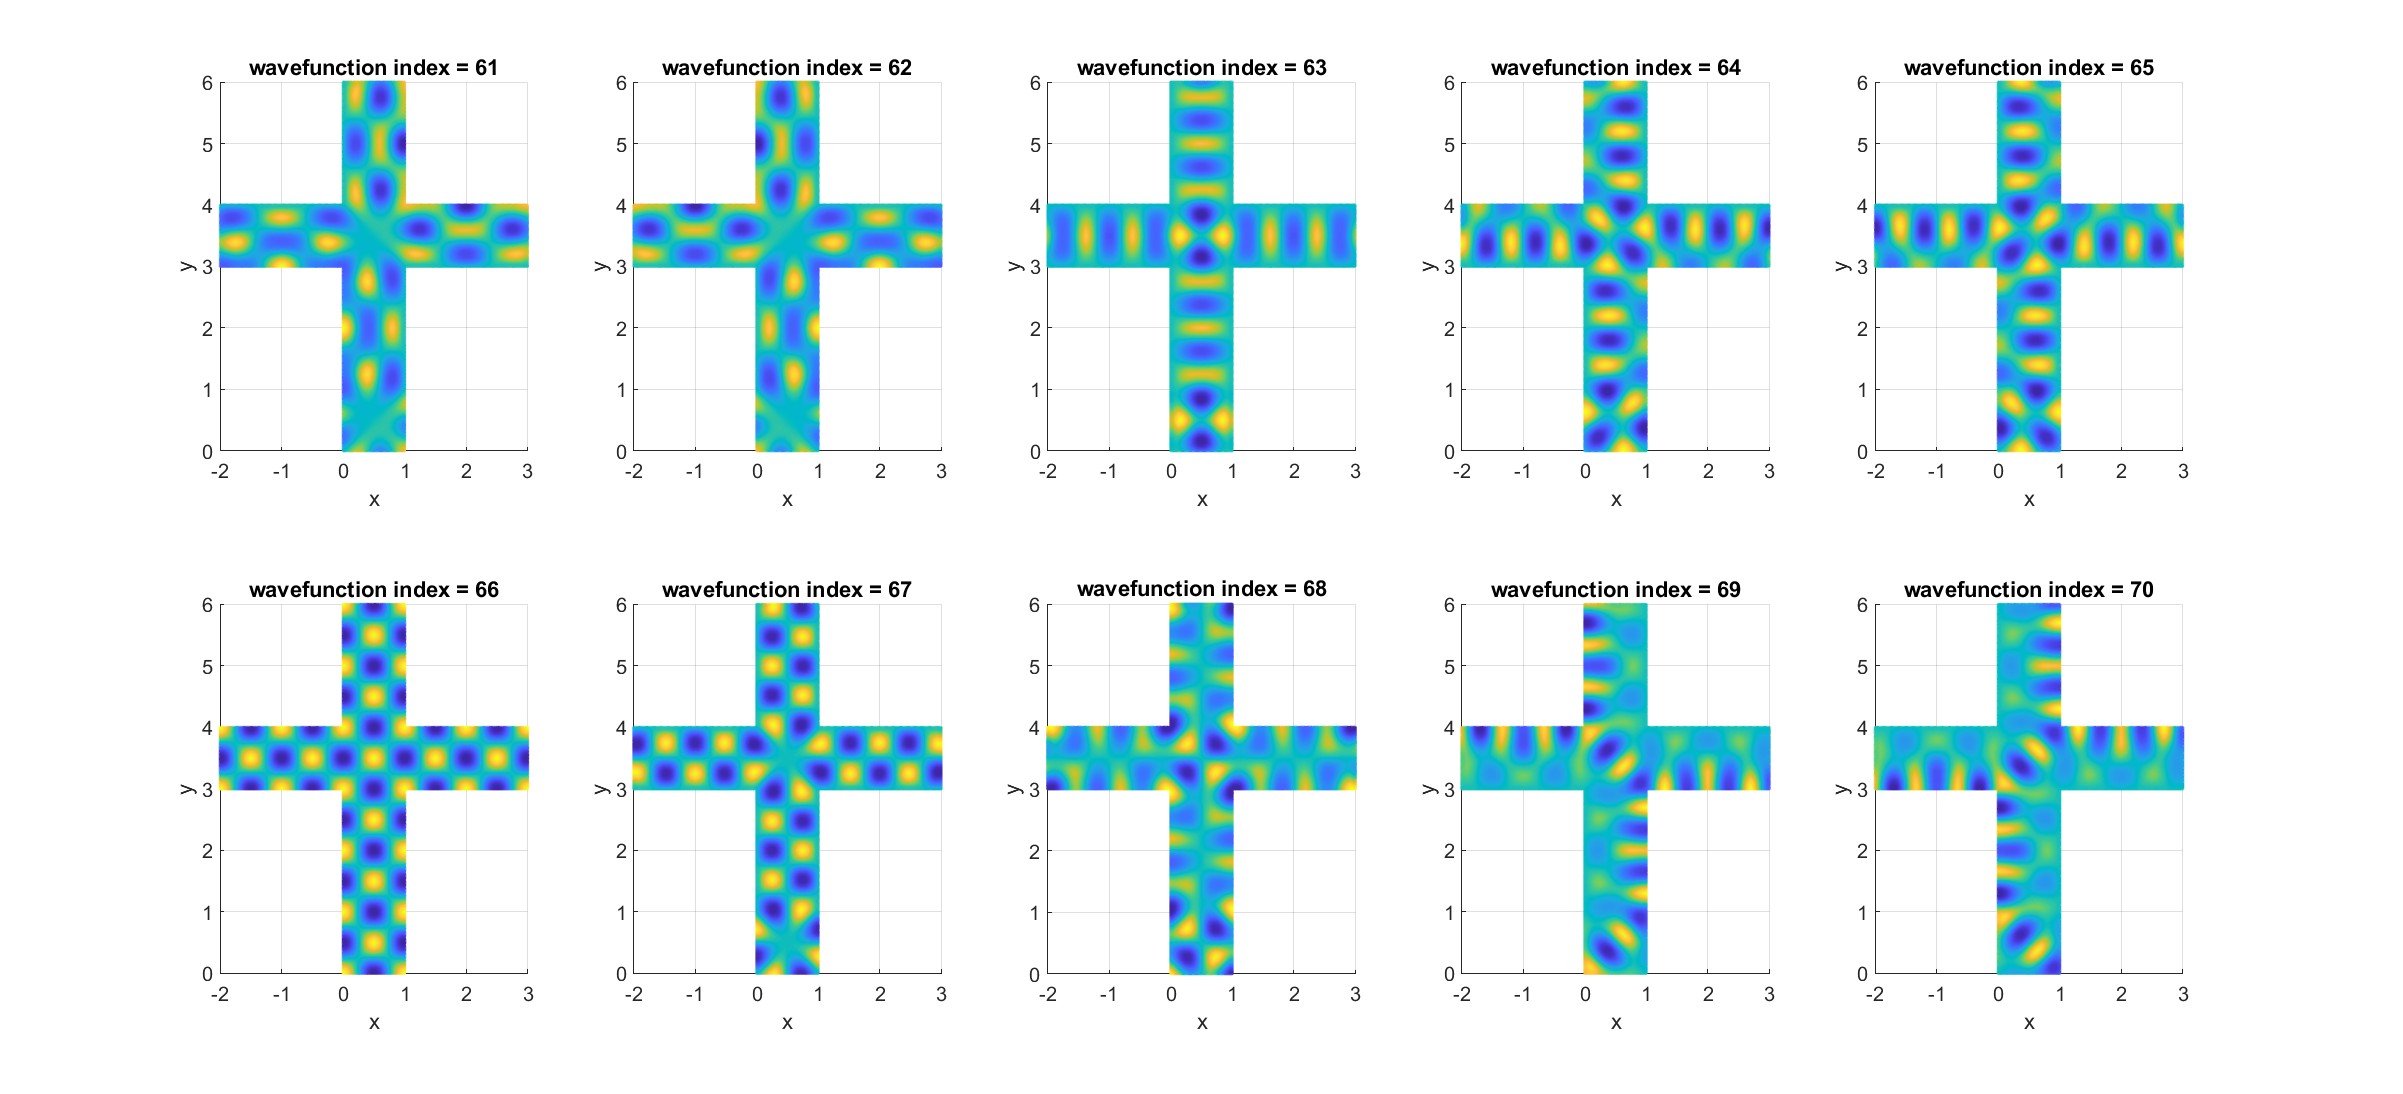 wavefunction index = 61 wavefunction index = 62 wavefunction index = 63 wavefunction index = 64 wavefunction index = 65
6 6 6 6 6
5 5 5 5 5
4 4 4 4 4
y 3 y 3 y 3 y 3 y 3
2 2 2 2 2
1 1 1 1 1
0 0 0 0 0
-2 -1 0 1 2 3 -2 -1 0 1 2 3 -2 -1 0 1 2 3 -2 -1 0 1 2 3 -2 -1 0 1 2 3
x x x x x
wavefunction index = 66 wavefunction index = 67 wavefunction index = 68 wavefunction index = 69 wavefunction index = 70
6 6 6 6 6
5 5 5 5 5
4 4 4 4 4
y 3 y 3 y 3 y 3 y 3
2 2 2 2 2
1 1 1 1 1
0 0 0 0 0
-2 -1 0 1 2 3 -2 -1 0 1 2 3 -2 -1 0 1 2 3 -2 -1 0 1 2 3 -2 -1 0 1 2 3
x x x x x